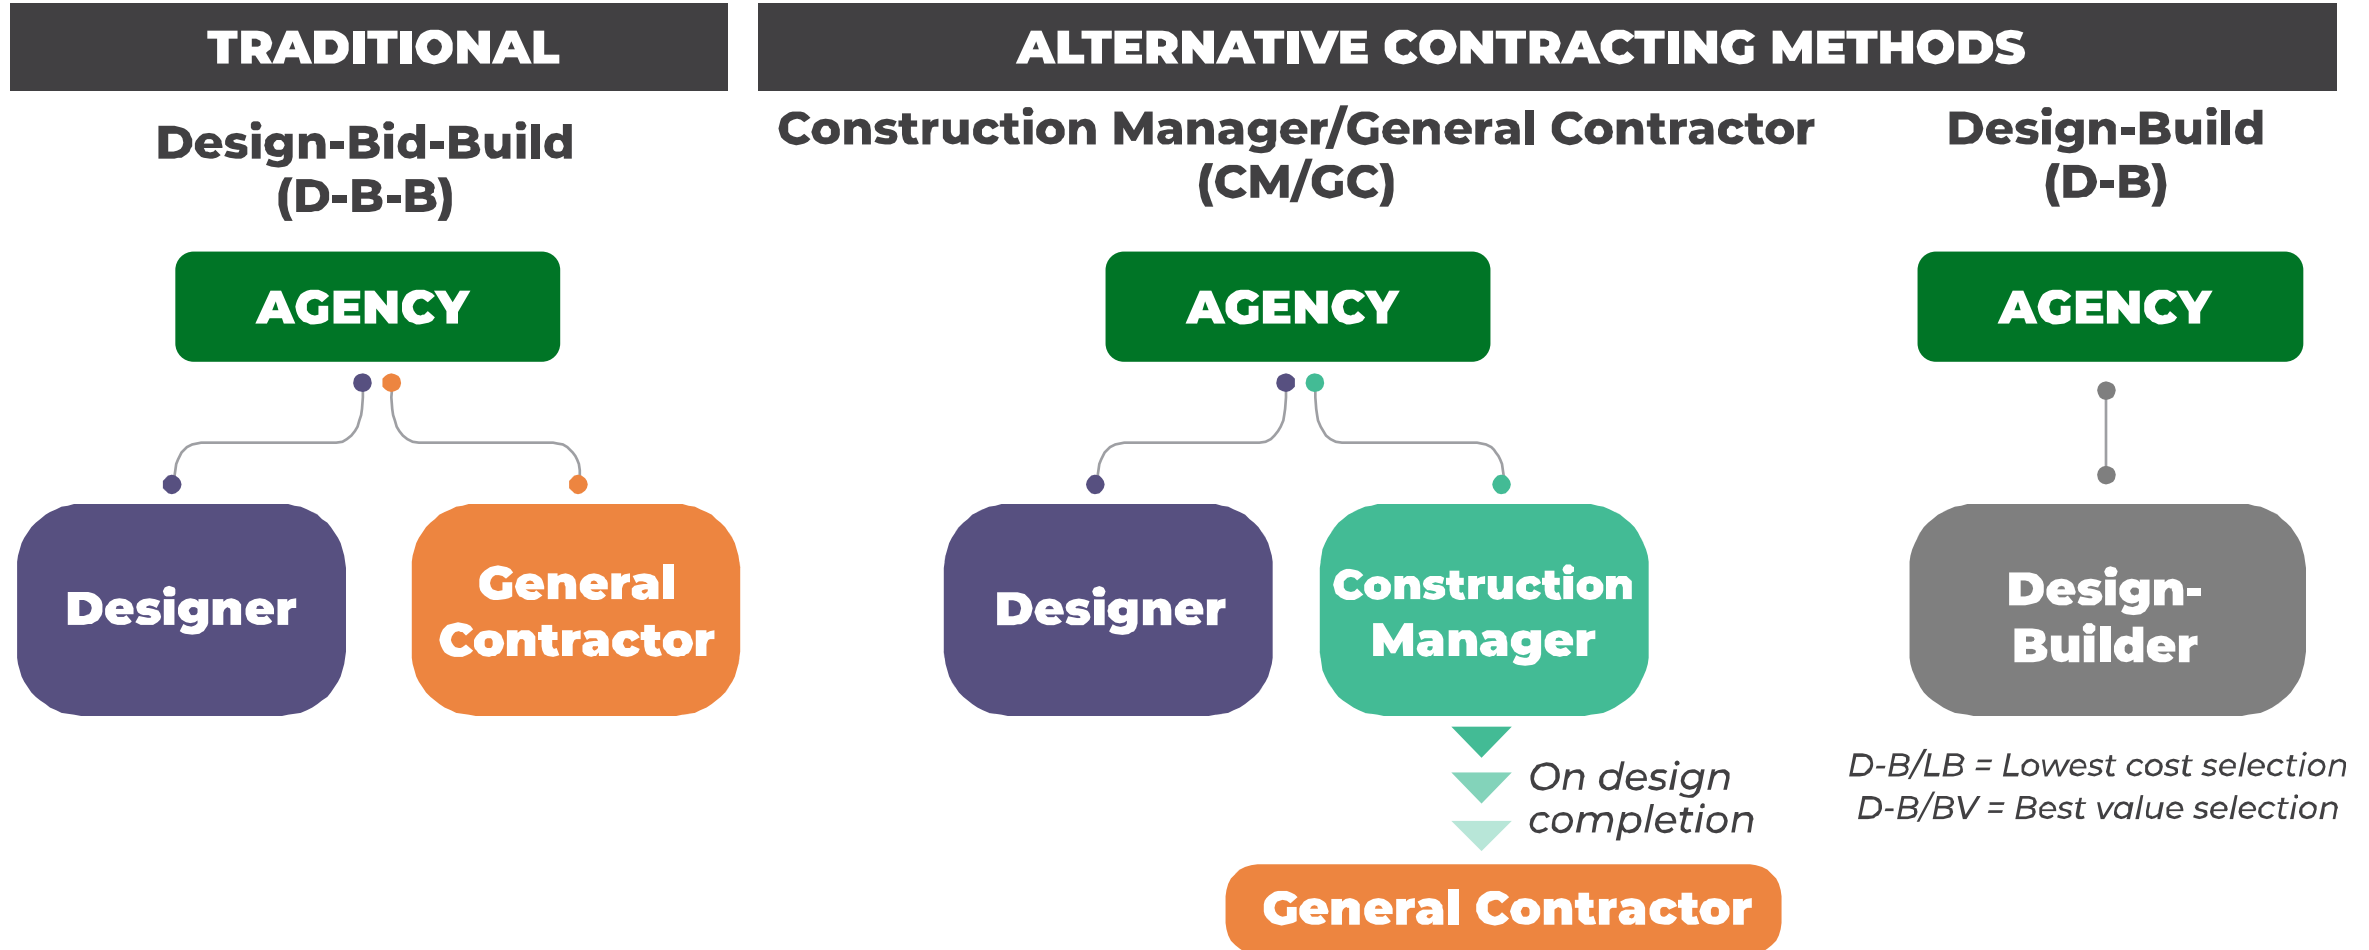 TRADITIONAL
Design-Bid-Build
(D-B-B)
AGENCY
Designer
General
Contractor
ALTERNATIVE CONTRACTING METHODS
Construction Manager/General Contractor
(CM/GC)
AGENCY
Designer
Construction
Manager
On design
completion
General Contractor
Design-Build
(D-B)
AGENCY
Design-
Builder
D-B/LB = Lowest cost selection
D-B/BV = Best value selection